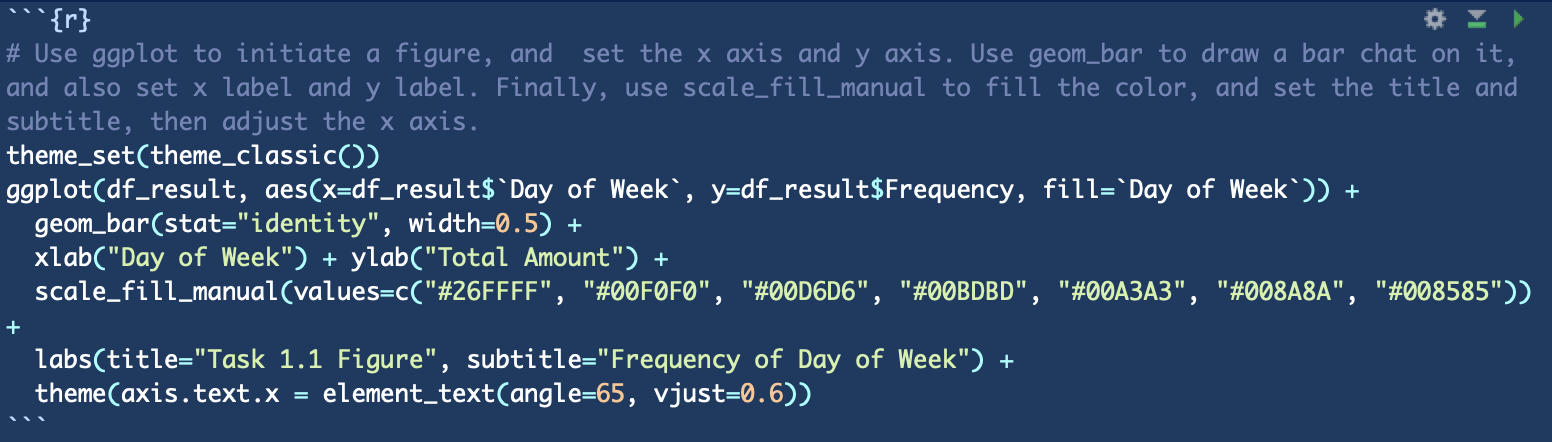 ```{r}
# Use ggplot to initiate a figure, and  set the x axis and y axis. Use geom_bar to draw a bar chat on it,
and also set x label and y label. Finally, use scale_fill_manual to fill the color, and set the title and
subtitle, then adjust the x axis.
theme_set(theme_classic())
ggplot(df_result, aes(x=df_result$`Day of Week`, y=df_result$Frequency, fill=`Day of Week`)) +
  geom_bar(stat="identity", width=0.5) +
  xlab("Day of Week") + ylab("Total Amount") +
  scale_fill_manual(values=c("#26FFFF", "#00F0F0", "#00D6D6", "#00BDBD", "#00A3A3", "#008A8A", "#008585"))
+
  labs(title="Task 1.1 Figure", subtitle="Frequency of Day of Week") +
  theme(axis.text.x = element_text(angle=65, vjust=0.6))
```